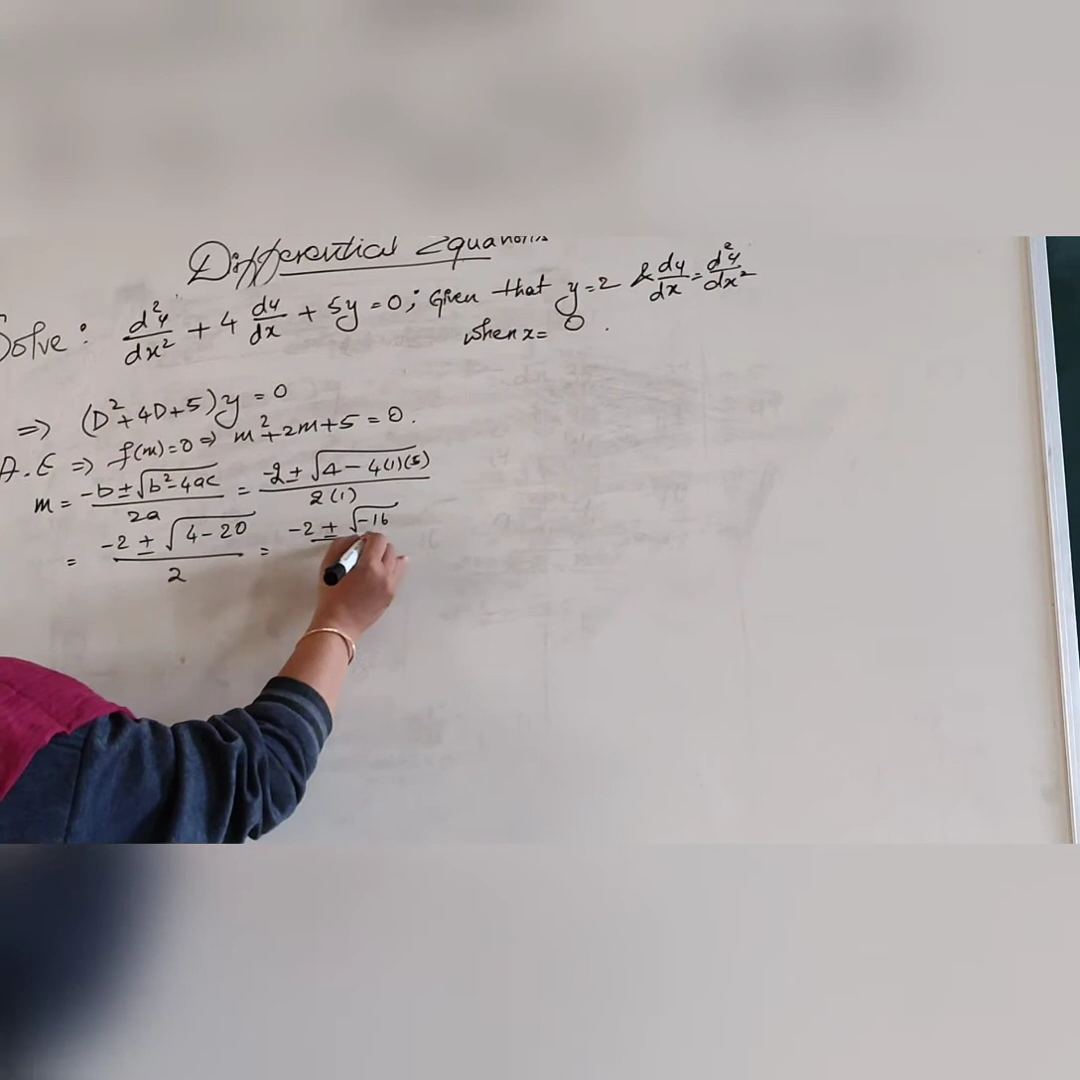 Differential Equations
Solve: d²y/dx² + 4 dy/dx + 5y = 0; Given that y = 2 & dy/dx = d²y/dx²
when x = 0.
⇒ (D²+4D+5)y = 0
A.E ⇒ f(m)=0 ⇒ m²+2m+5 = 0.
m = -b±√b²-4ac / 2a = -2±√4-4(1)(5) / 2(1)
= -2±√4-20 / 2 = -2±√-16